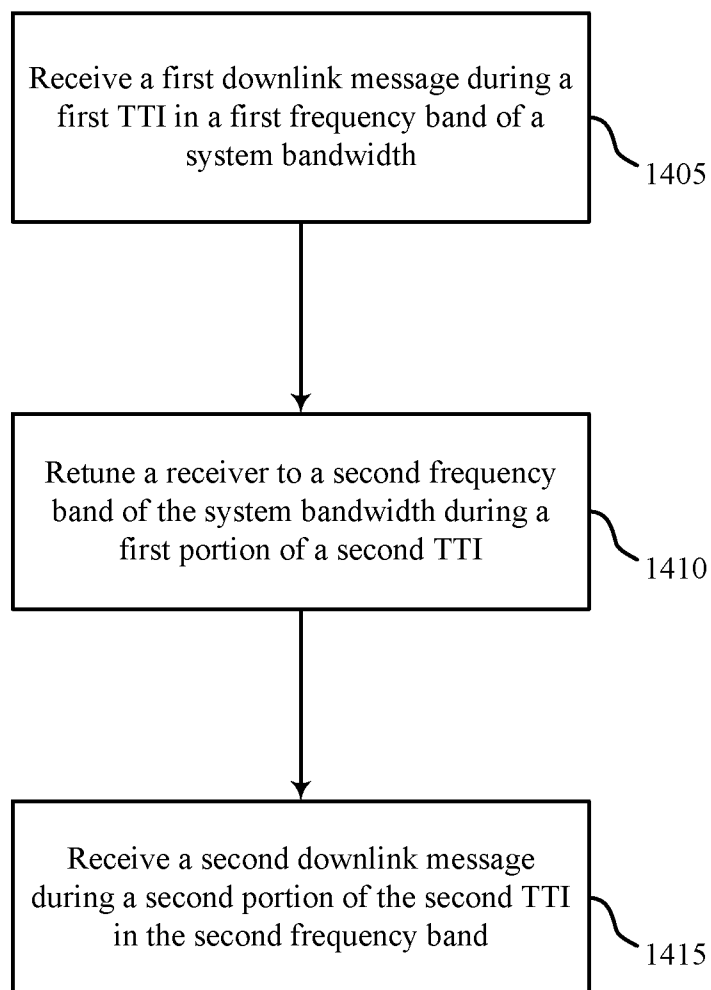 Receive a first downlink message during a
first TTI in a first frequency band of a
system bandwidth
1405
Retune a receiver to a second frequency
band of the system bandwidth during a
first portion of a second TTI
1410
Receive a second downlink message
during a second portion of the second TTI
in the second frequency band
1415